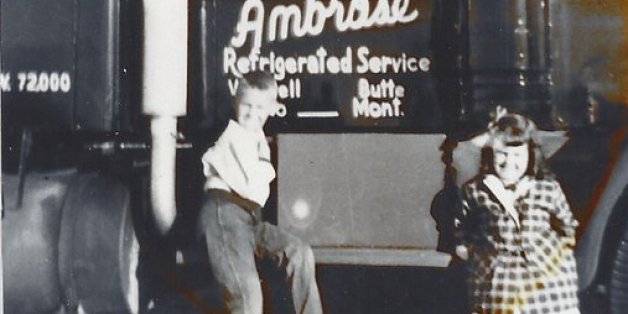 Ambrose
Refrigerated Service
Butte
Mont.
72,000